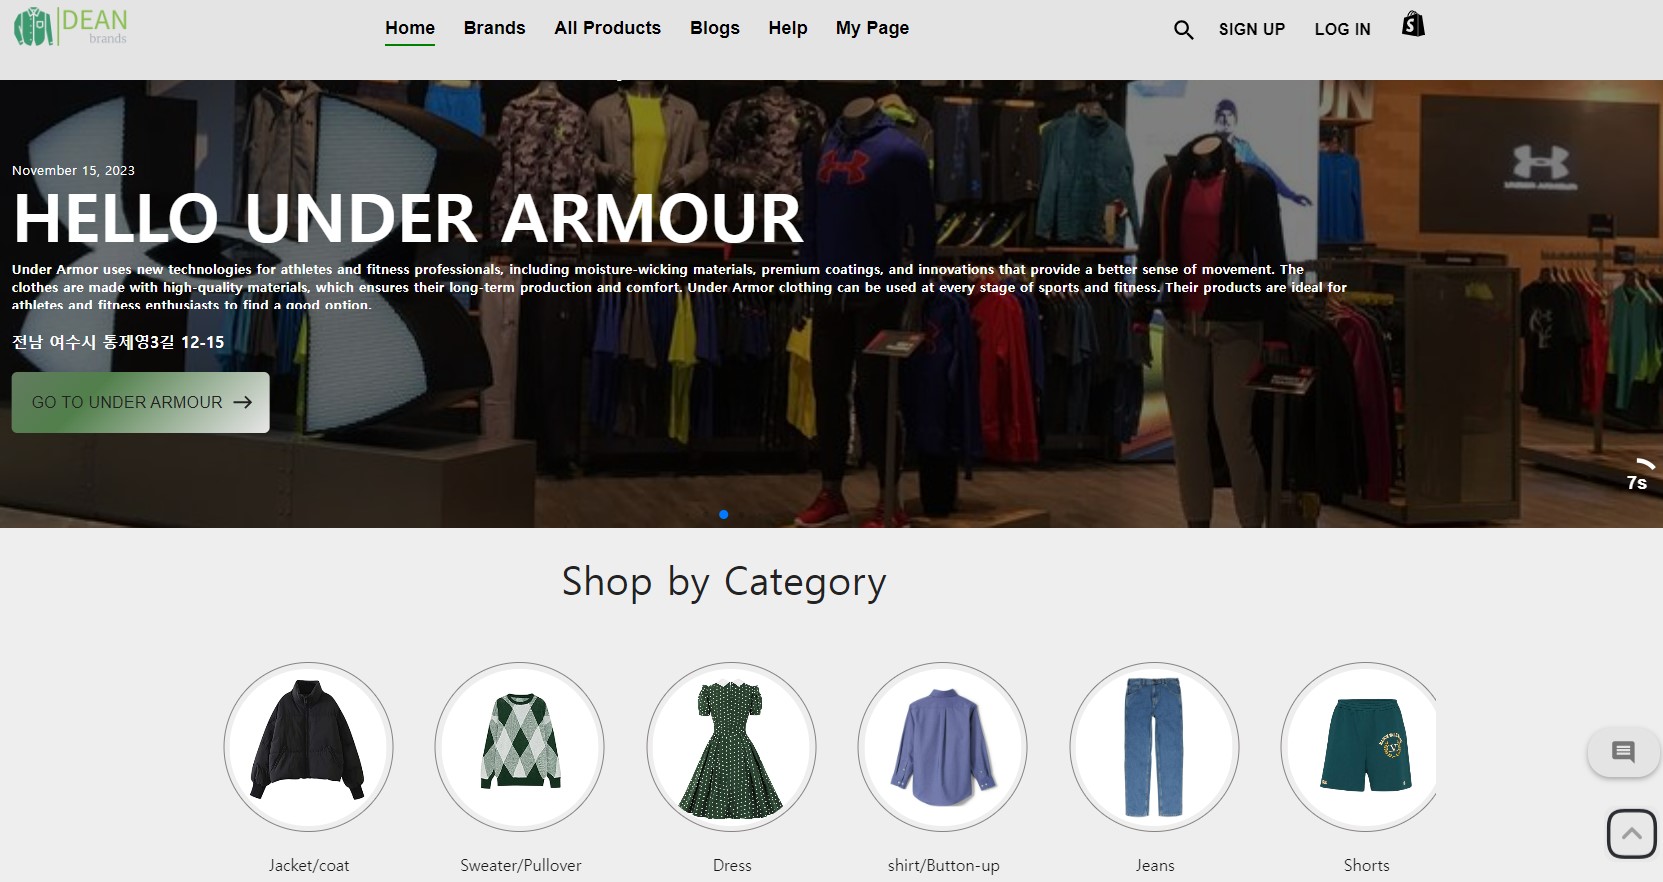 DEAN
brands
Home Brands All Products Blogs Help My Page
SIGN UP LOG IN
November 15, 2023
HELLO UNDER ARMOUR
Under Armor uses new technologies for athletes and fitness professionals, including moisture-wicking materials, premium coatings, and innovations that provide a better sense of movement. The
clothes are made with high-quality materials, which ensures their long-term production and comfort. Under Armor clothing can be used at every stage of sports and fitness. Their products are ideal for
athletes and fitness enthusiasts to find a good option.
전남 여수시 통제영3길 12-15
GO TO UNDER ARMOUR
UNDER ARMOUR
7s
Shop by Category
Jacket/coat
Sweater/Pullover
Dress
shirt/Button-up
Jeans
Shorts